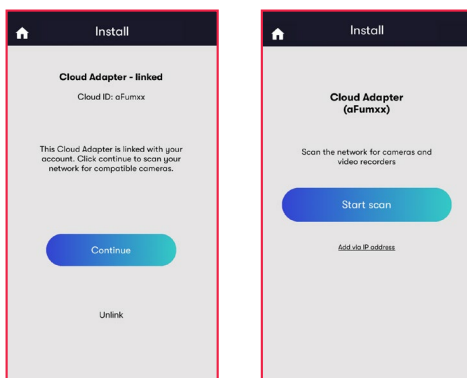 Install
Cloud Adapter - linked
Cloud ID: aFumxx
This Cloud Adapter is linked with your
account. Click continue to scan your
network for compatible cameras.
Continue
Unlink
Install
Cloud Adapter
(aFumxx)
Scan the network for cameras and
video recorders
Start scan
Add via IP address